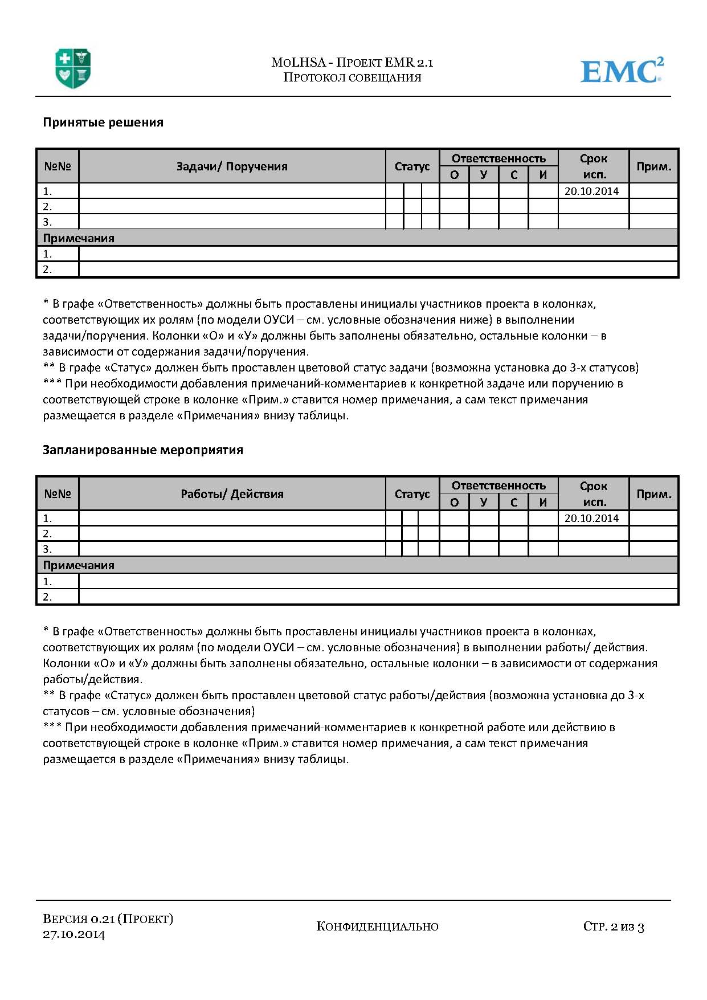 MoLHSA - Проект EMR 2.1
Протокол совещания
EMC²
Принятые решения
№№ Задачи/ Поручения Статус Ответственность Срок исп. Прим.
О У С И
1. 20.10.2014
2.
3.
Примечания
1.
2.
* В графе «Ответственность» должны быть проставлены инициалы участников проекта в колонках,
соответствующих их ролям (по модели ОУСИ – см. условные обозначения ниже) в выполнении
задачи/поручения. Колонки «О» и «У» должны быть заполнены обязательно, остальные колонки – в
зависимости от содержания задачи/поручения.
** В графе «Статус» должен быть проставлен цветовой статус задачи (возможна установка до 3-х статусов)
*** При необходимости добавления примечаний-комментариев к конкретной задаче или поручению в
соответствующей строке в колонке «Прим.» ставится номер примечания, а сам текст примечания
размещается в разделе «Примечания» внизу таблицы.
Запланированные мероприятия
№№ Работы/ Действия Статус Ответственность Срок исп. Прим.
О У С И
1. 20.10.2014
2.
3.
Примечания
1.
2.
* В графе «Ответственность» должны быть проставлены инициалы участников проекта в колонках,
соответствующих их ролям (по модели ОУСИ – см. условные обозначения) в выполнении работы/ действия.
Колонки «О» и «У» должны быть заполнены обязательно, остальные колонки – в зависимости от содержания
работы/действия.
** В графе «Статус» должен быть проставлен цветовой статус работы/действия (возможна установка до 3-х
статусов – см. условные обозначения)
*** При необходимости добавления примечаний-комментариев к конкретной работе или действию в
соответствующей строке в колонке «Прим.» ставится номер примечания, а сам текст примечания
размещается в разделе «Примечания» внизу таблицы.
Версия 0.21 (Проект)
27.10.2014
Конфиденциально
Стр. 2 из 3